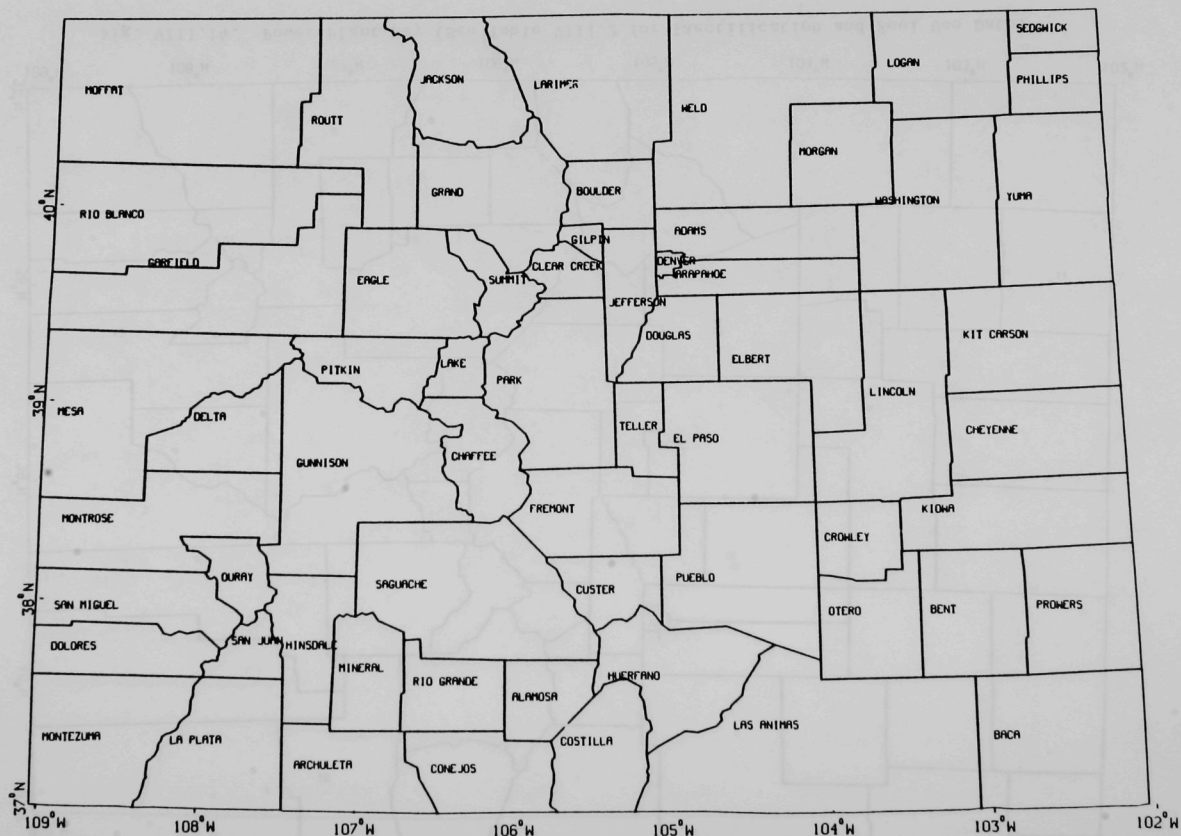 SEDGWICK
LOGAN
PHILLIPS
JACKSON
LARIMER
MOFFAT
WELD
ROUTT
MORGAN
GRAND
BOULDER
WASHINGTON
YUMA
RIO BLANCO
40°N
ADAMS
GILPIN
GARFIELD
DENVER
CLEAR CREEK
ARAPAHOE
EAGLE
SUMMIT
JEFFERSON
KIT CARSON
DOUGLAS
ELBERT
LAKE
PITKIN
PARK
LINCOLN
39°N
MESA
DELTA
TELLER
CHEYENNE
EL PASO
CHAFFEE
GUNNISON
FREMONT
KIOWA
MONTROSE
CROWLEY
OURAY
SAGUACHE
PUEBLO
CUSTER
38°N
SAN MIGUEL
OTERO
BENT
PROWERS
SAN JUAN
DOLORES
HINSDALE
MINERAL
HUERFANO
RIO GRANDE
ALAMOSA
LAS ANIMAS
MONTEZUMA
LA PLATA
COSTILLA
BACA
ARCHULETA
CONEJOS
37°N
109°W 108°W 107°W 106°W 105°W 104°W 103°W 102°W